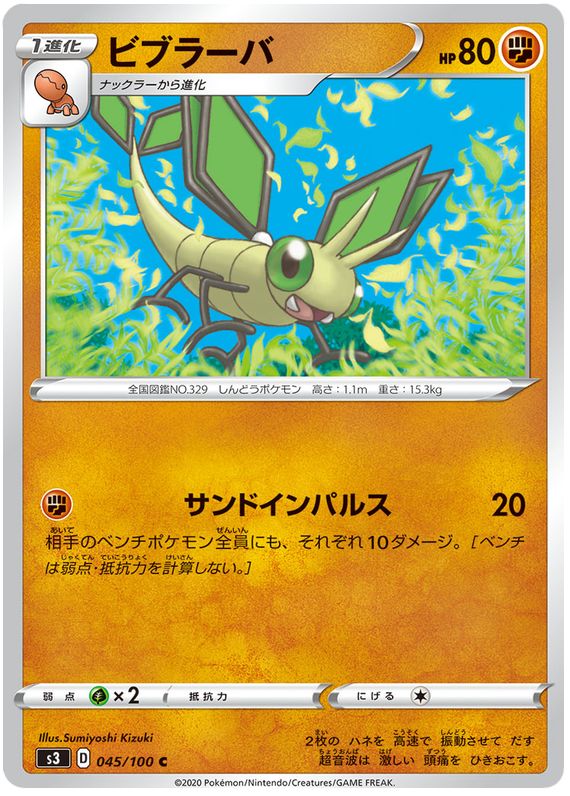 1進化 ビブラーバ HP80
ナックラーから進化
全国図鑑NO.329 しんどうポケモン 高さ:1.1m 重さ:15.3kg
サンドインパルス 20
相手のベンチポケモン全員にも、それぞれ10ダメージ。[ベンチ
は弱点・抵抗力を計算しない。]
弱点 ×2 抵抗力 にげる
Illus.Sumiyoshi Kizuki
s3 D 045/100 C
2枚の ハネを 高速で 振動させて だす
超音波は 激しい 頭痛を ひきおこす。
©2020 Pokémon/Nintendo/Creatures/GAME FREAK.